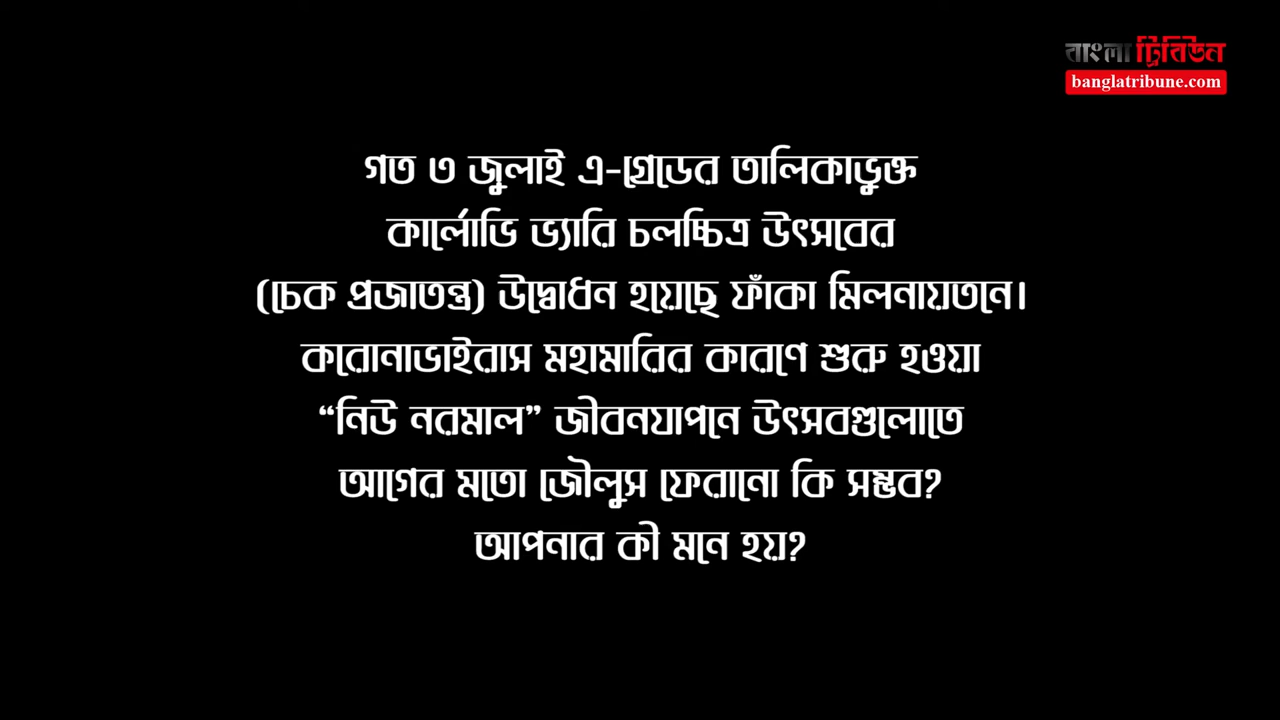 বাংলা ট্রিবিউন
banglatribune.com
গত ৩ জুলাই এ-গ্রেডের তালিকাভুক্ত
কার্লোভি ভ্যারি চলচ্চিত্র উৎসবের
(চেক প্রজাতন্ত্র) উদ্বোধন হয়েছে ফাঁকা মিলনায়তনে।
করোনাভাইরাস মহামারির কারণে শুরু হওয়া
“নিউ নরমাল” জীবনযাপনে উৎসবগুলোতে
আগের মতো জৌলুস ফেরানো কি সম্ভব?
আপনার কী মনে হয়?